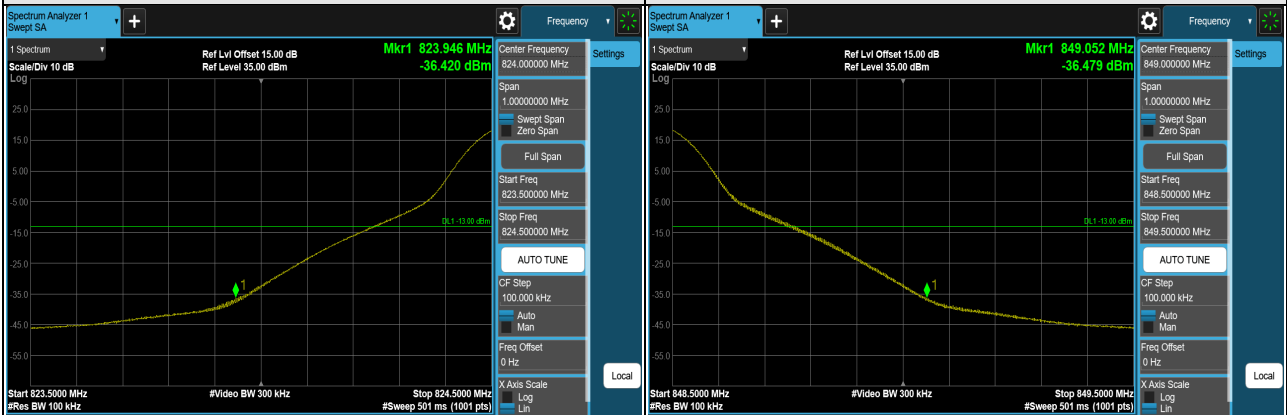 Spectrum Analyzer 1
Swept SA
Frequency
1 Spectrum
Scale/Div 10 dB
Log
Ref Lvl Offset 15.00 dB
Ref Level 35.00 dBm
Mkr1 823.946 MHz
-36.420 dBm
25.0
15.0
5.00
-5.00
-15.0
-25.0
-35.0
-45.0
-55.0
DL1 -13.00 dBm
1
Start 823.5000 MHz
#Res BW 100 kHz
#Video BW 300 kHz
Stop 824.5000 MHz
#Sweep 501 ms (1001 pts)
Center Frequency
824.000000 MHz
Span
1.00000000 MHz
Swept Span
Zero Span
Full Span
Start Freq
823.500000 MHz
Stop Freq
824.500000 MHz
AUTO TUNE
CF Step
100.000 kHz
Auto
Man
Freq Offset
0 Hz
X Axis Scale
Log
Lin
Settings
Local
Spectrum Analyzer 1
Swept SA
Frequency
1 Spectrum
Scale/Div 10 dB
Log
Ref Lvl Offset 15.00 dB
Ref Level 35.00 dBm
Mkr1 849.052 MHz
-36.479 dBm
25.0
15.0
5.00
-5.00
-15.0
-25.0
-35.0
-45.0
-55.0
DL1 -13.00 dBm
1
Start 848.5000 MHz
#Res BW 100 kHz
#Video BW 300 kHz
Stop 849.5000 MHz
#Sweep 501 ms (1001 pts)
Center Frequency
849.000000 MHz
Span
1.00000000 MHz
Swept Span
Zero Span
Full Span
Start Freq
848.500000 MHz
Stop Freq
849.500000 MHz
AUTO TUNE
CF Step
100.000 kHz
Auto
Man
Freq Offset
0 Hz
X Axis Scale
Log
Lin
Settings
Local